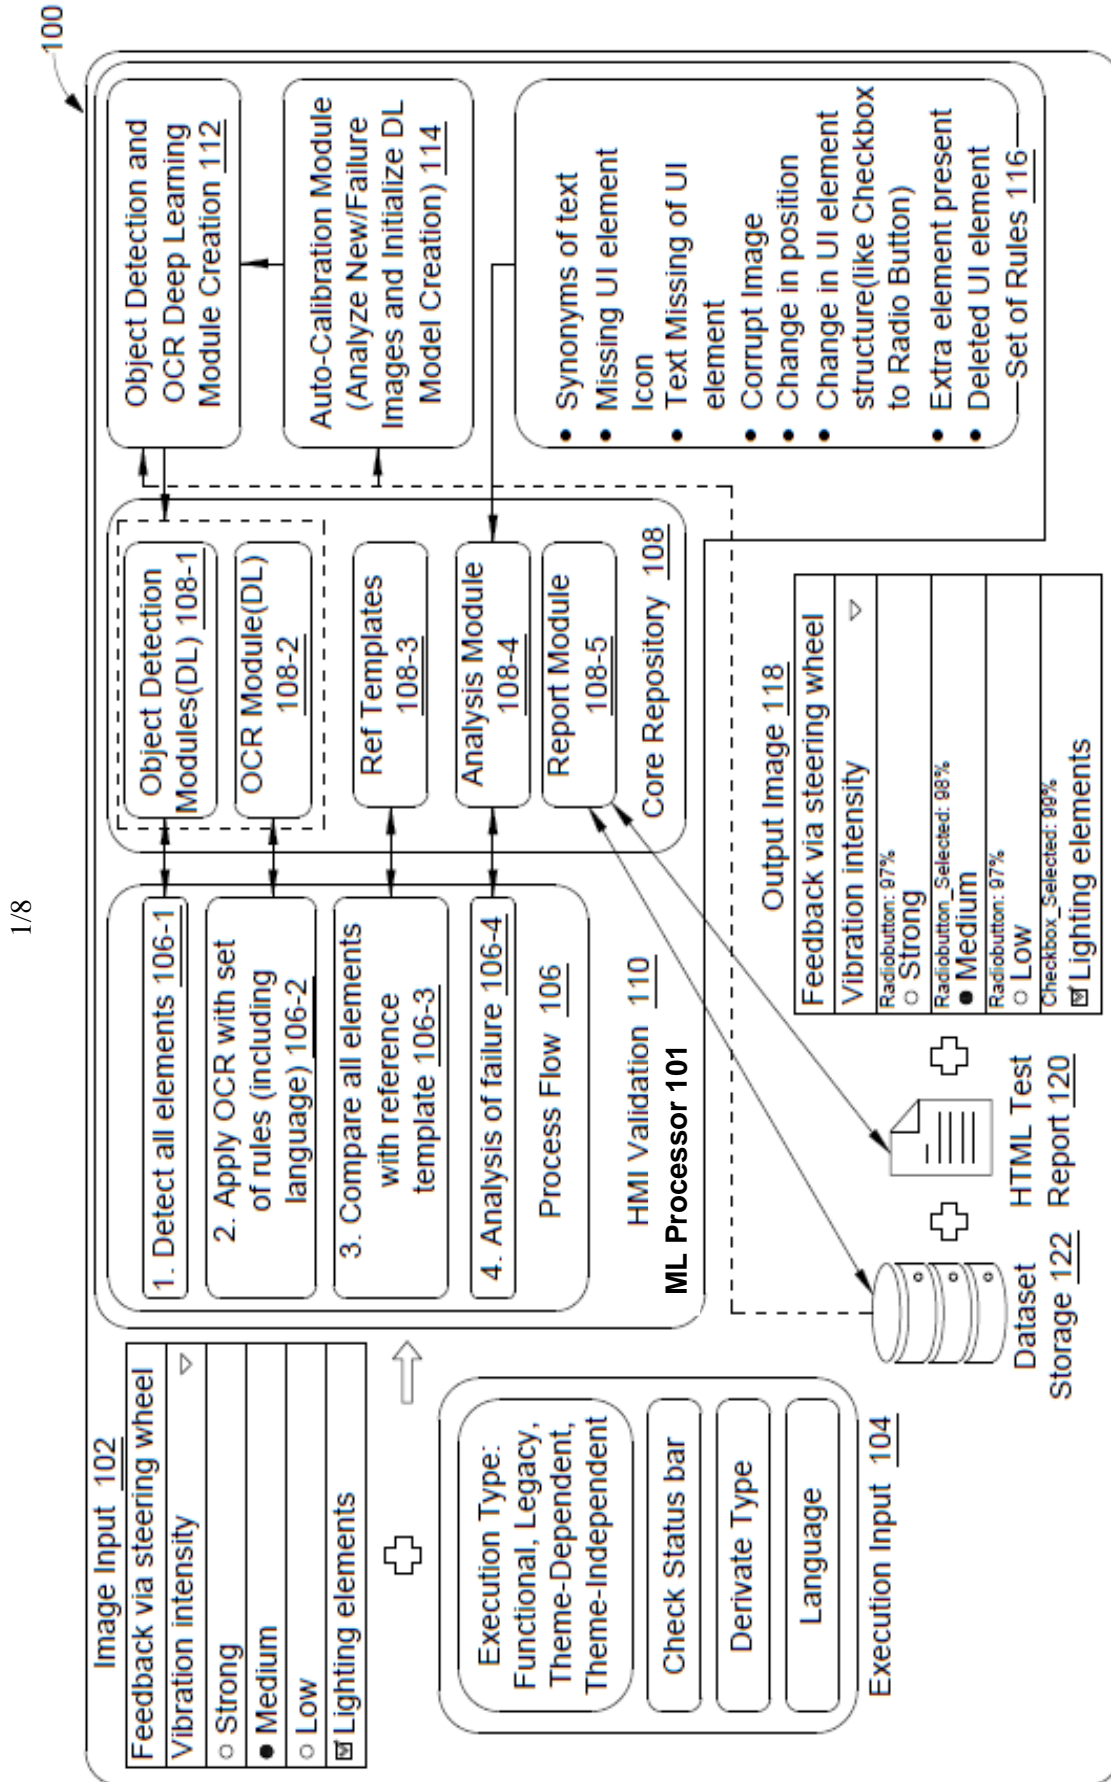 1/8
100
Image Input 102
Feedback via steering wheel
Vibration intensity
Strong
Medium
Low
Lighting elements
Execution Type:
Functional, Legacy,
Theme-Dependent,
Theme-Independent
Check Status bar
Derivate Type
Language
Execution Input 104
1. Detect all elements 106-1
2. Apply OCR with set
of rules (including
language) 106-2
3. Compare all elements
with reference
template 106-3
4. Analysis of failure 106-4
Process Flow 106
HMI Validation 110
ML Processor 101
Object Detection
Modules(DL) 108-1
OCR Module(DL)
108-2
Ref Templates
108-3
Analysis Module
108-4
Report Module
108-5
Core Repository 108
Object Detection and
OCR Deep Learning
Module Creation 112
Auto-Calibration Module
(Analyze New/Failure
Images and Initialize DL
Model Creation) 114
• Synonyms of text
• Missing UI element
Icon
• Text Missing of UI
element
• Corrupt Image
• Change in position
• Change in UI element
structure(like Checkbox
to Radio Button)
• Extra element present
• Deleted UI element
Set of Rules 116
Dataset
Storage 122
HTML Test
Report 120
Output Image 118
Feedback via steering wheel
Vibration intensity
Radiobutton: 97%
Strong
Radiobutton_Selected: 98%
Medium
Radiobutton: 97%
Low
Checkbox_Selected: 99%
Lighting elements